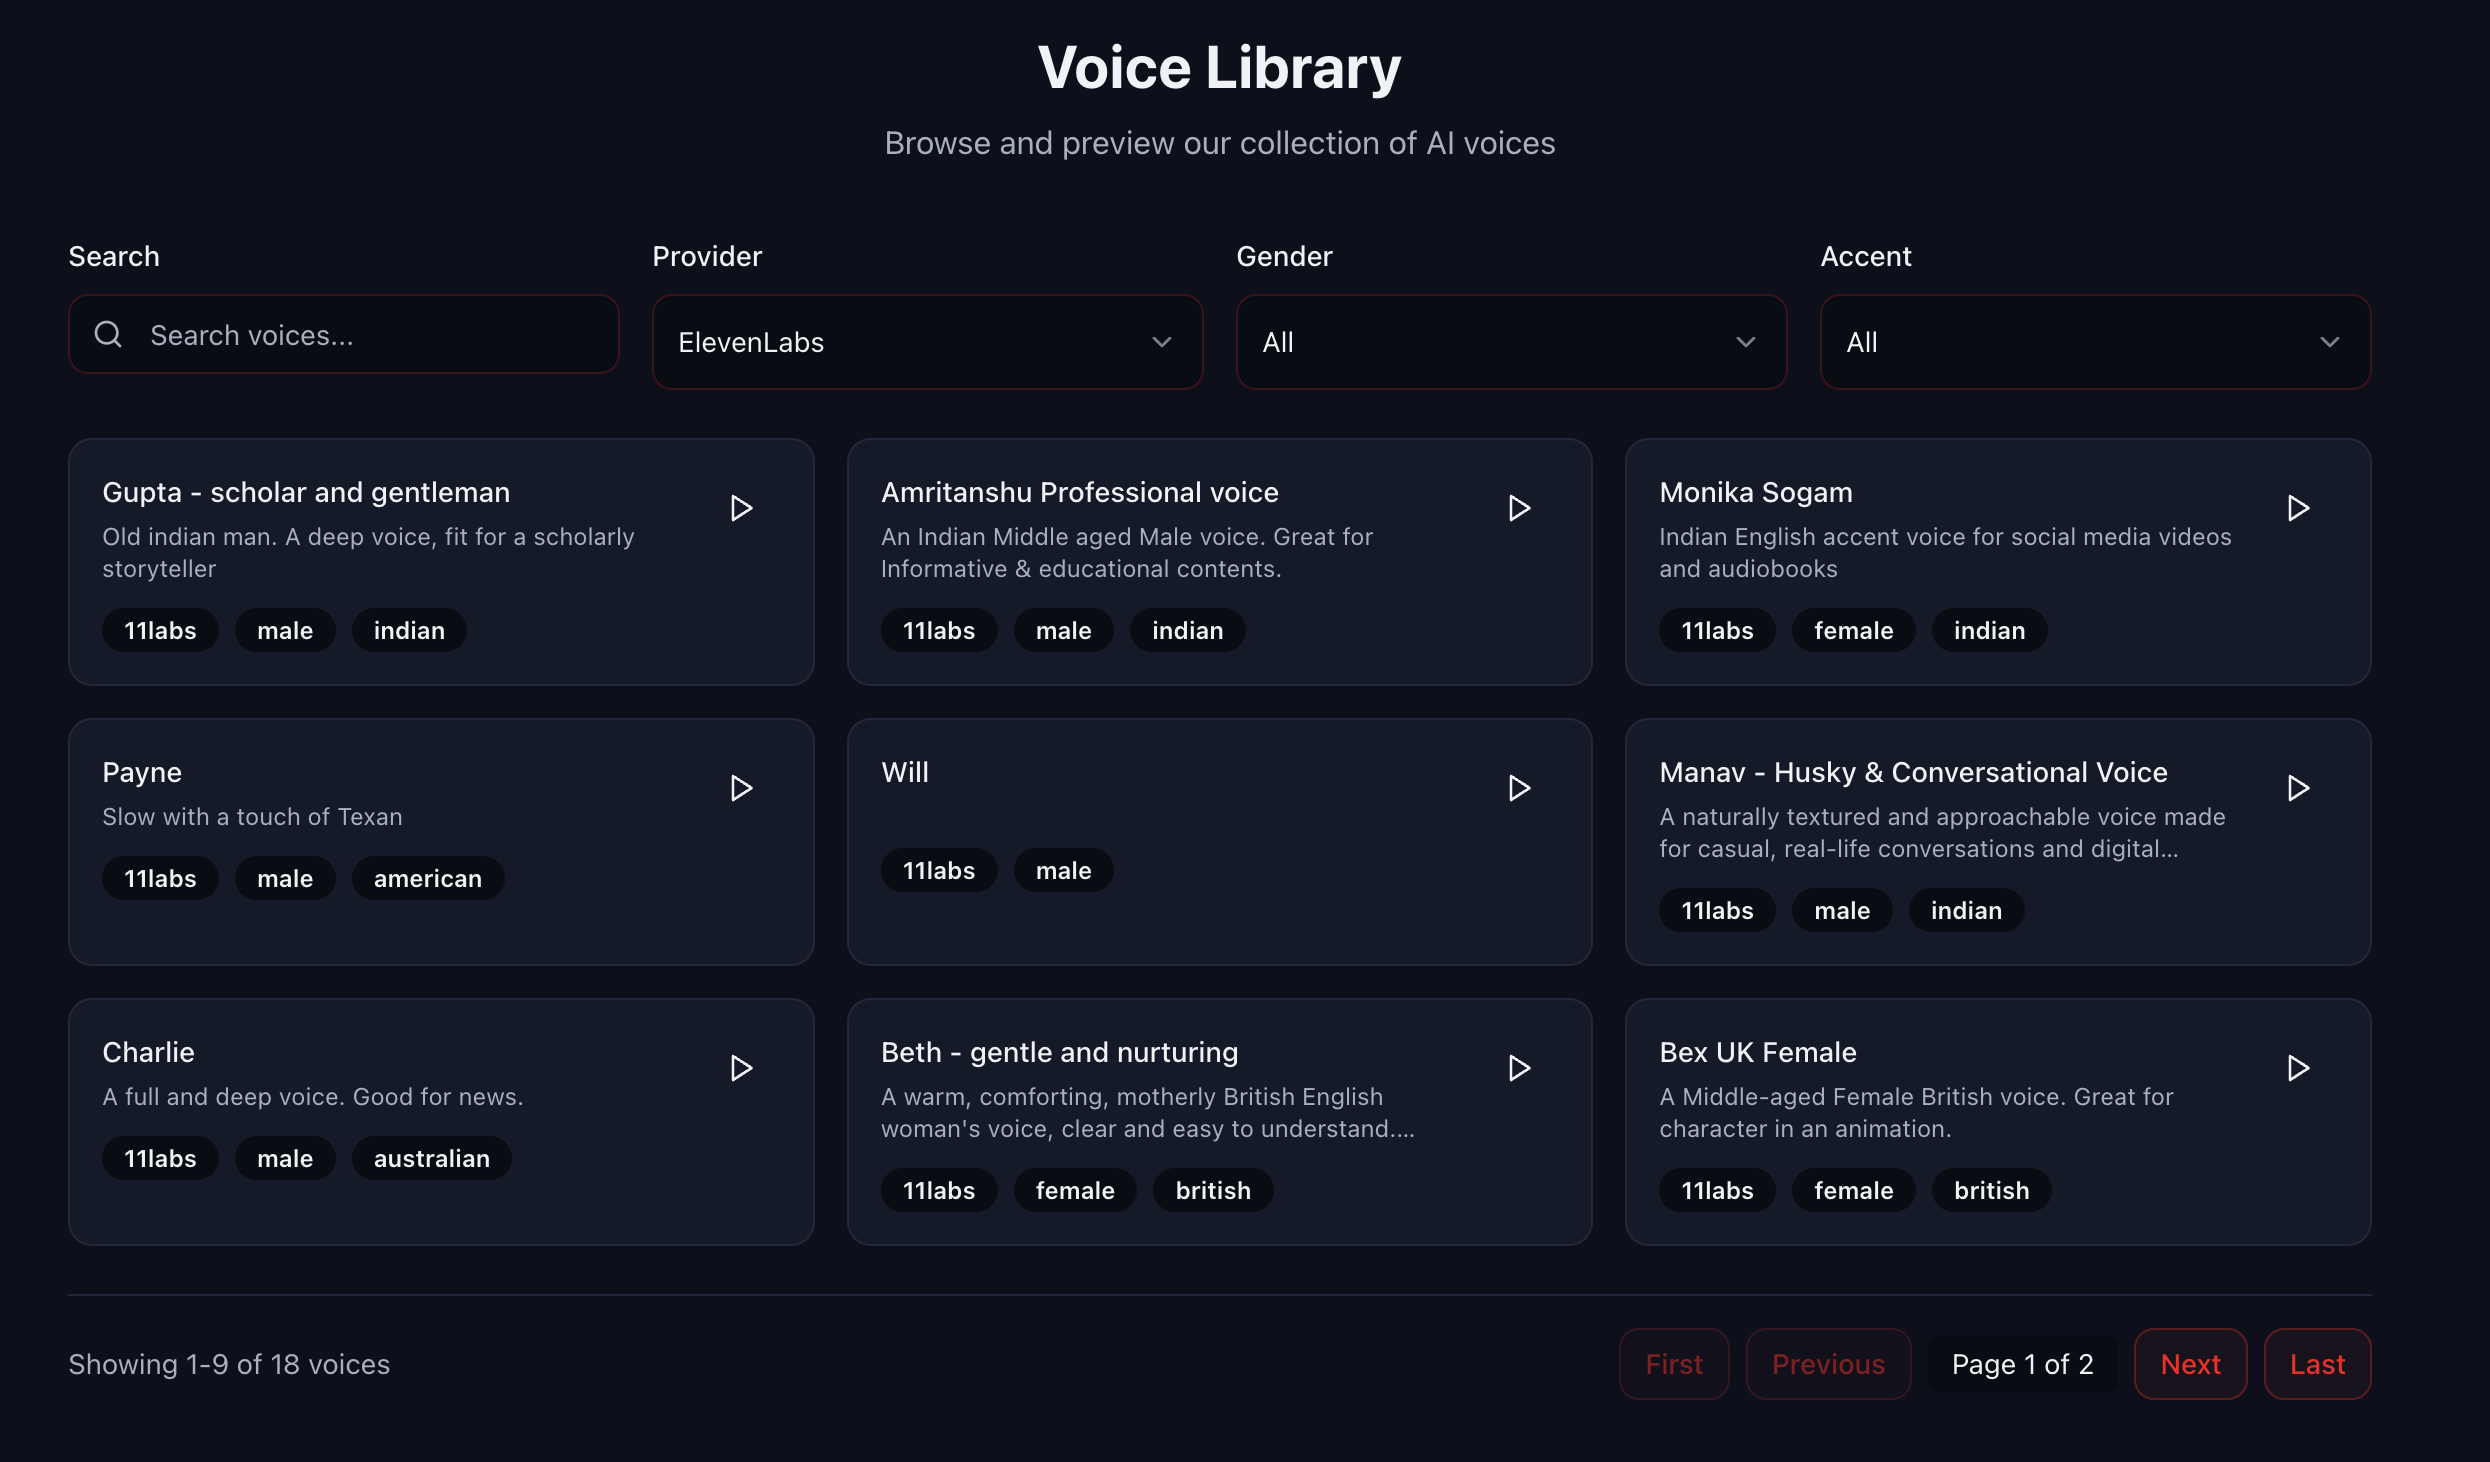 Voice Library
Browse and preview our collection of AI voices
Search
Provider
Gender
Accent
Search voices...
ElevenLabs
All
All
Gupta - scholar and gentleman
Old indian man. A deep voice, fit for a scholarly
storyteller
11labs male indian
Amritanshu Professional voice
An Indian Middle aged Male voice. Great for
Informative & educational contents.
11labs male indian
Monika Sogam
Indian English accent voice for social media videos
and audiobooks
11labs female indian
Payne
Slow with a touch of Texan
11labs male american
Will
11labs male
Manav - Husky & Conversational Voice
A naturally textured and approachable voice made
for casual, real-life conversations and digital...
11labs male indian
Charlie
A full and deep voice. Good for news.
11labs male australian
Beth - gentle and nurturing
A warm, comforting, motherly British English
woman's voice, clear and easy to understand....
11labs female british
Bex UK Female
A Middle-aged Female British voice. Great for
character in an animation.
11labs female british
Showing 1-9 of 18 voices
First Previous Page 1 of 2 Next Last